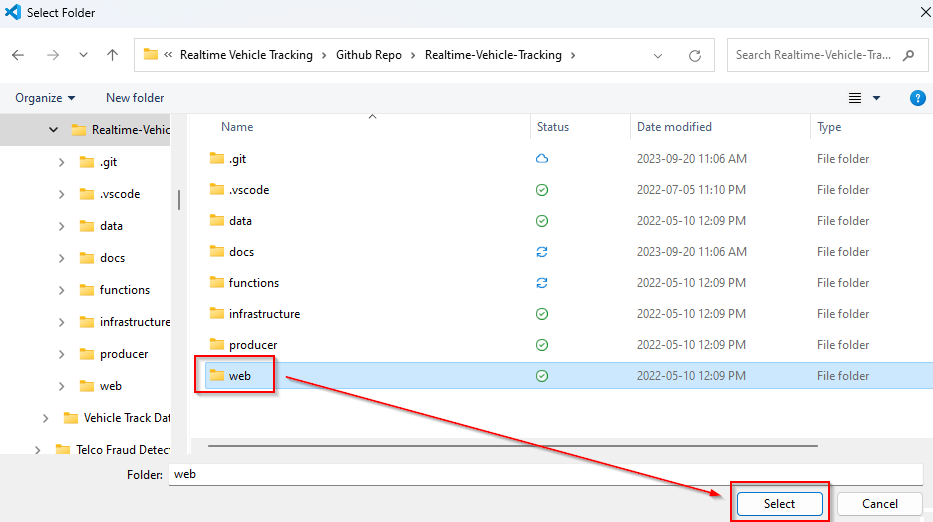 Select Folder
« Realtime Vehicle Tracking > Github Repo > Realtime-Vehicle-Tracking >
Search Realtime-Vehicle-Tra...
Organize
New folder
?
Name Status Date modified Type
Realtime-Vehic
.git
.vscode
data
docs
functions
infrastructure
producer
web
Vehicle Track Dat
Telco Fraud Detec
.git 2023-09-20 11:06 AM File folder
.vscode 2022-07-05 11:10 PM File folder
data 2022-05-10 12:09 PM File folder
docs 2023-09-20 11:06 AM File folder
functions 2022-05-10 12:09 PM File folder
infrastructure 2022-05-10 12:09 PM File folder
producer 2022-05-10 12:09 PM File folder
web 2022-05-10 12:09 PM File folder
Folder: web
Select
Cancel